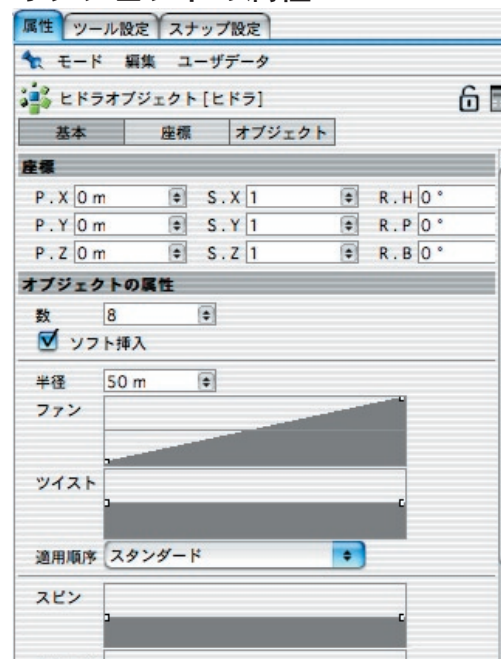 属性 ツール設定 スナップ設定
モード 編集 ユーザデータ
ヒドラオブジェクト [ヒドラ]
基本 座標 オブジェクト
座標
P.X 0 m S.X 1 R.H 0 °
P.Y 0 m S.Y 1 R.P 0 °
P.Z 0 m S.Z 1 R.B 0 °
オブジェクトの属性
数 8
ソフト挿入
半径 50 m
ファン
ツイスト
適用順序 スタンダード
スピン